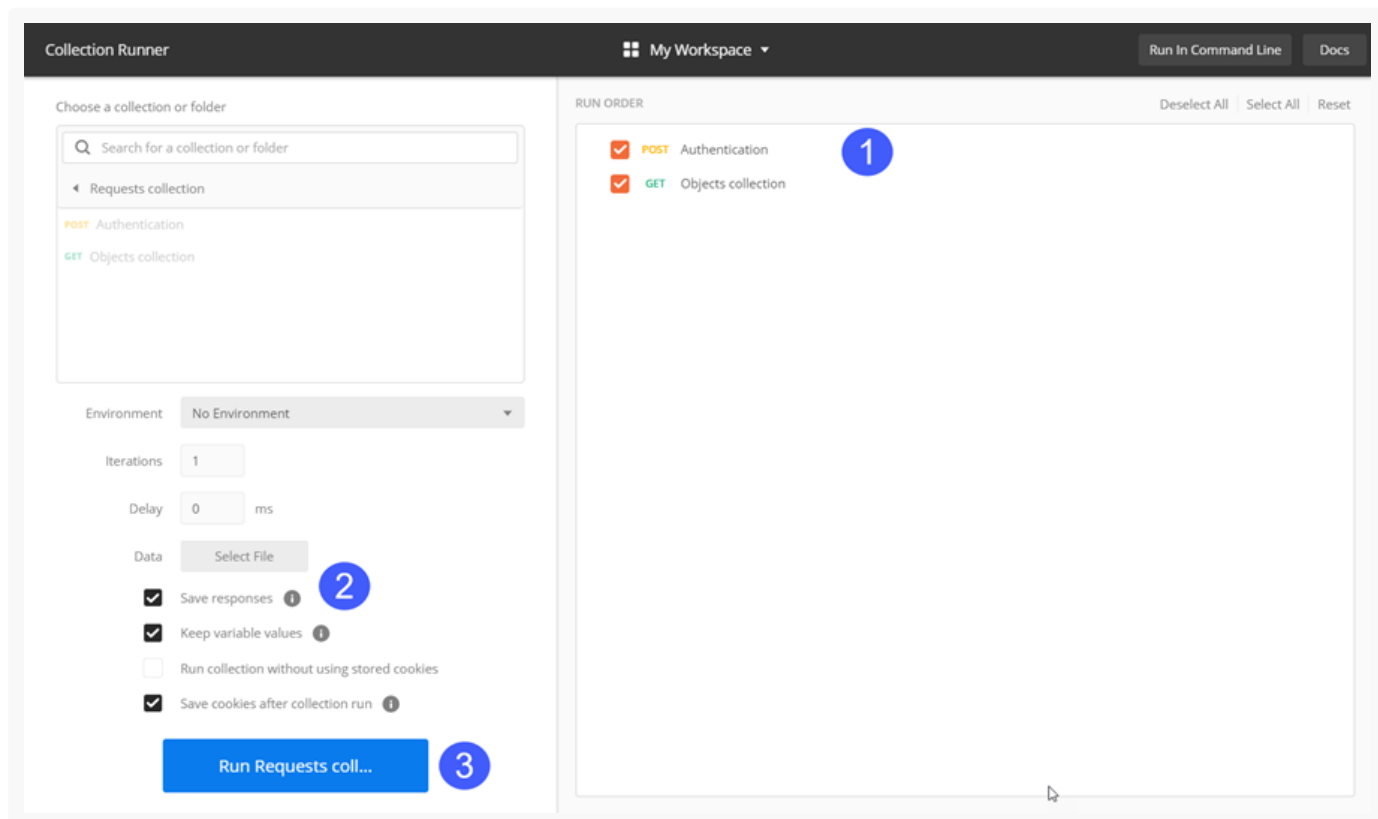 Collection Runner
My Workspace
Run In Command Line
Docs
Choose a collection or folder
Search for a collection or folder
Requests collection
POST Authentication
GET Objects collection
Environment No Environment
Iterations 1
Delay 0 ms
Data Select File
Save responses
2
Keep variable values
Run collection without using stored cookies
Save cookies after collection run
Run Requests coll...
3
RUN ORDER
Deselect All Select All Reset
POST Authentication
1
GET Objects collection